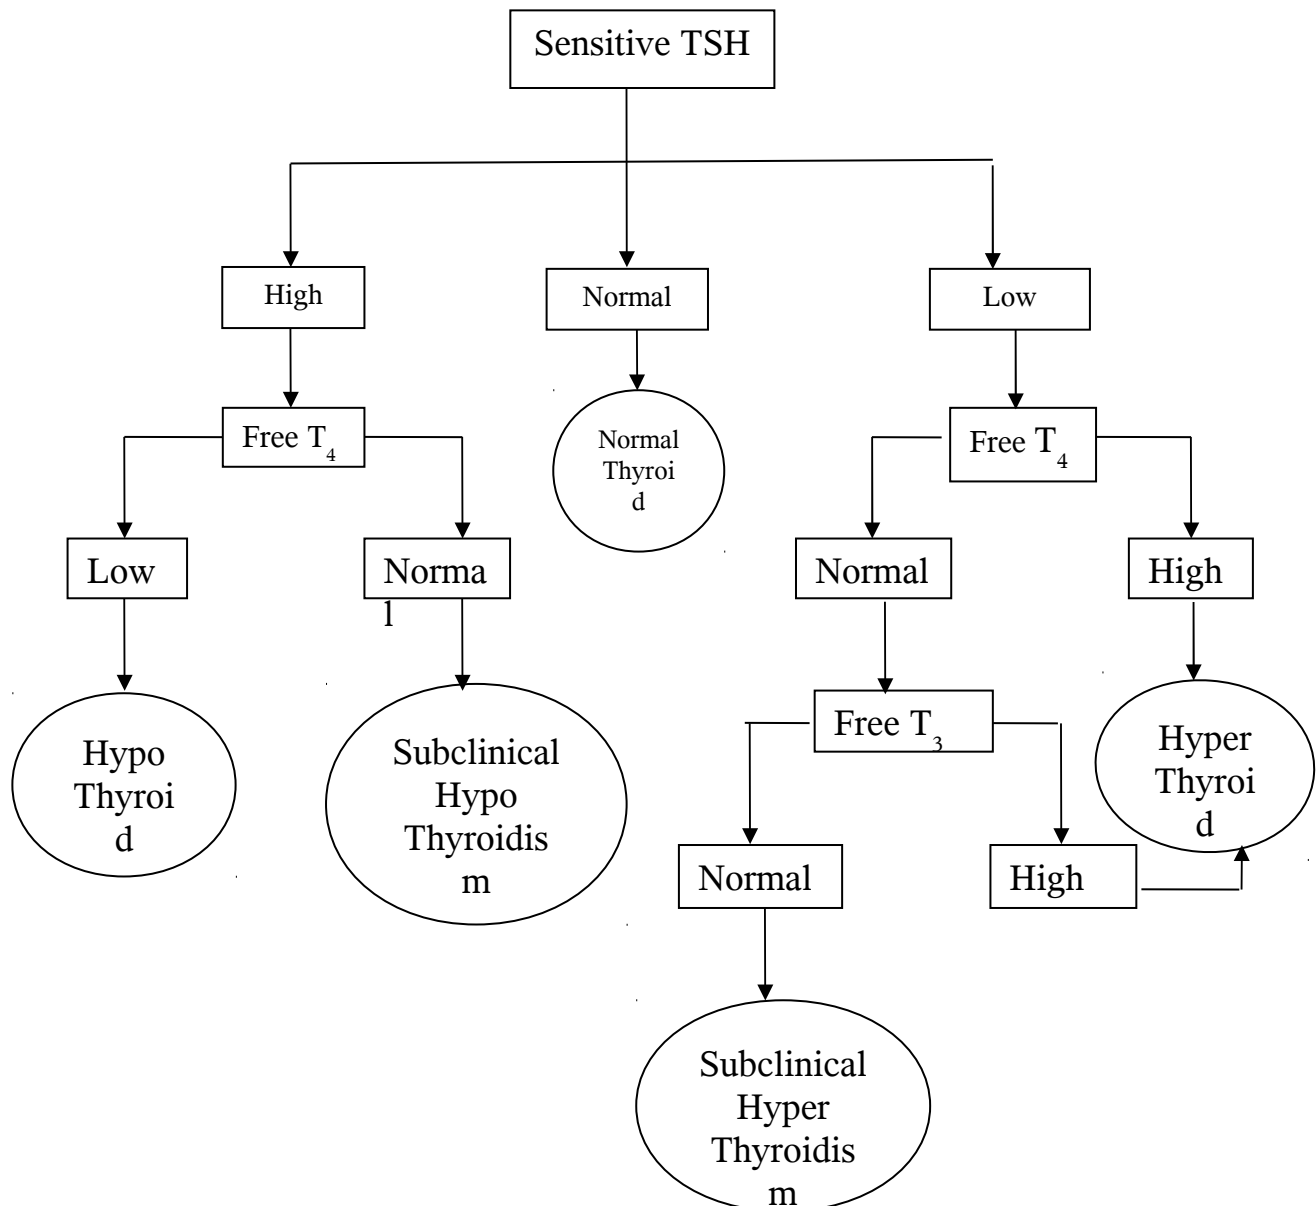 Sensitive TSH
High
Normal
Low
Free T₄
Normal
Thyroi
d
Free T₄
Low
Norma
l
Normal
High
Hypo
Thyroi
d
Subclinical
Hypo
Thyroidis
m
Free T₃
Hyper
Thyroi
d
Normal
High
Subclinical
Hyper
Thyroidis
m